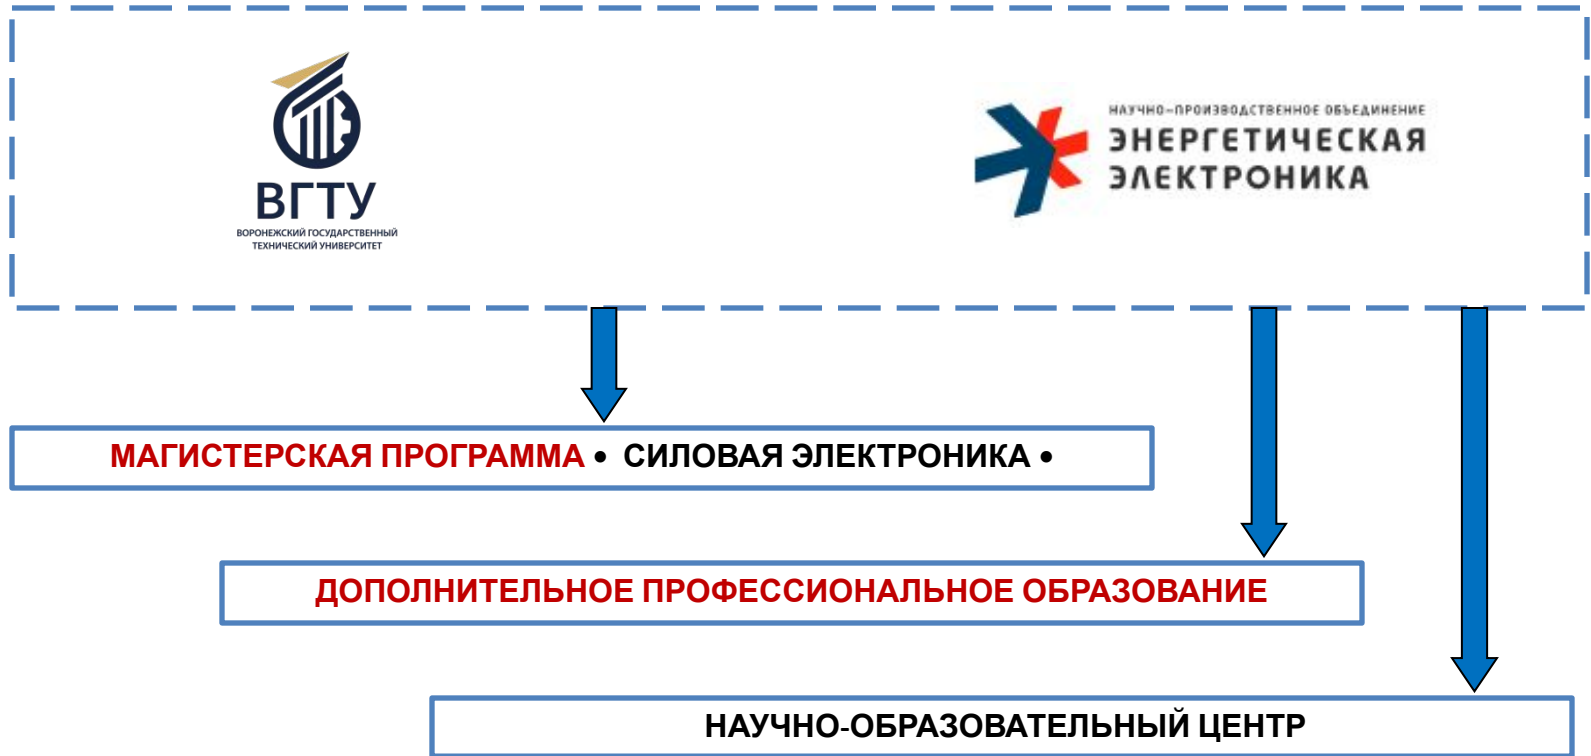 ВГТУ
ВОРОНЕЖСКИЙ ГОСУДАРСТВЕННЫЙ
ТЕХНИЧЕСКИЙ УНИВЕРСИТЕТ
НАУЧНО-ПРОИЗВОДСТВЕННОЕ ОБЪЕДИНЕНИЕ
ЭНЕРГЕТИЧЕСКАЯ
ЭЛЕКТРОНИКА
МАГИСТЕРСКАЯ ПРОГРАММА • СИЛОВАЯ ЭЛЕКТРОНИКА •
ДОПОЛНИТЕЛЬНОЕ ПРОФЕССИОНАЛЬНОЕ ОБРАЗОВАНИЕ
НАУЧНО-ОБРАЗОВАТЕЛЬНЫЙ ЦЕНТР